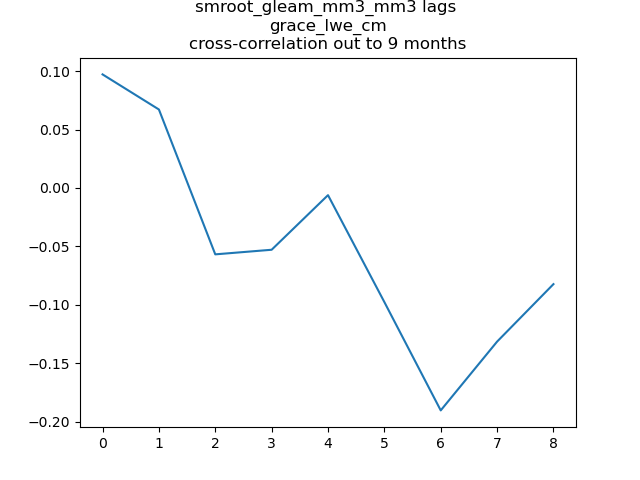 smroot_gleam_mm3_mm3 lags
grace_lwe_cm
cross-correlation out to 9 months
0.10
0.05
0.00
−0.05
−0.10
−0.15
−0.20
0 1 2 3 4 5 6 7 8